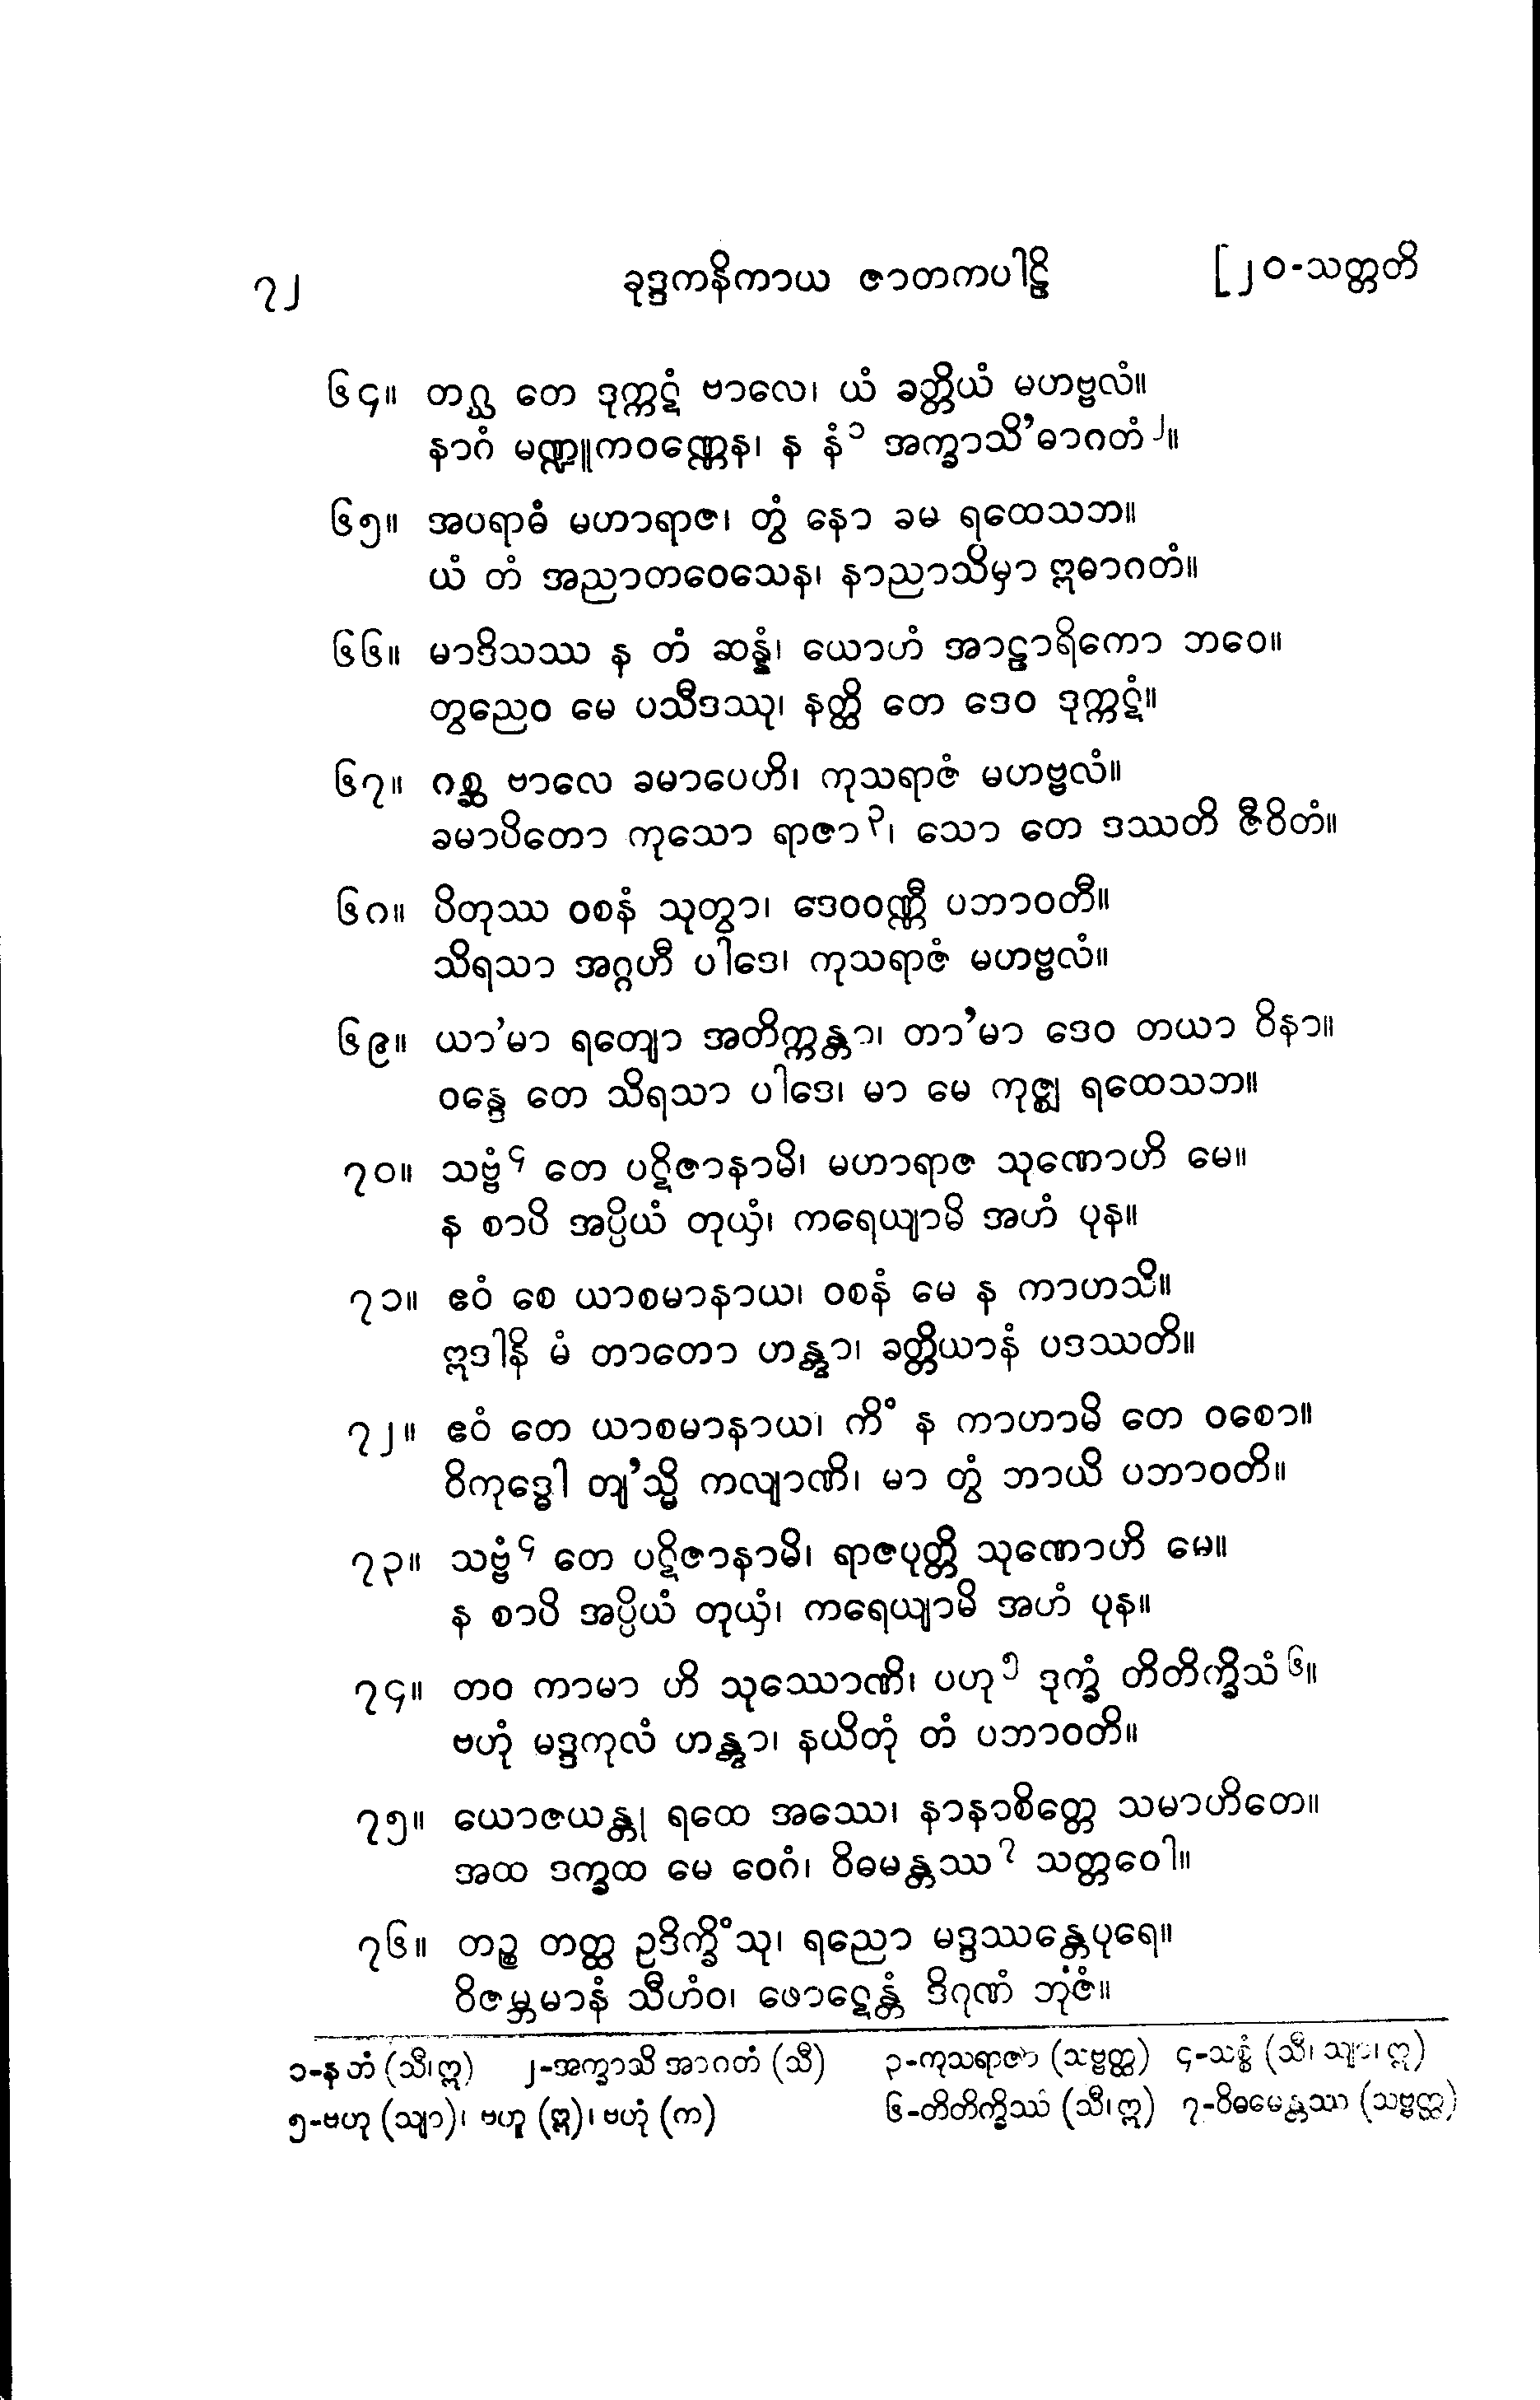 ၇၂ ခုဒ္ဒကနိကာယ ဇာတကပါဠိ [၂၀-သတ္တတိ
၆၄။ တဂ္ဃ တေ ဒုက္ကဋံ ဗာလေ၊ ယံ ခတ္တိယံ မဟဗ္ဗလံ။
နာဂံ မဏ္ဍူကဝဏ္ဏေန၊ န နံ၁ အက္ခာသိ’ဓာဂတံ၂။
၆၅။ အပရာဓံ မဟာရာဇ၊ တွံ နော ခမ ရထေသဘ။
ယံ တံ အညာတဝေသေန၊ နာညာသိမှာ ဣဓာဂတံ။
၆၆။ မာဒိသဿ န တံ ဆန္နံ၊ ယောဟံ အာဠာရိကော ဘဝေ။
တွညေဝ မေ ပသီဒဿု၊ နတ္ထိ တေ ဒေဝ ဒုက္ကဋံ။
၆၇။ ဂစ္ဆ ဗာလေ ခမာပေဟိ၊ ကုသရာဇံ မဟဗ္ဗလံ။
ခမာပိတော ကုသော ရာဇာ၃၊ သော တေ ဒဿတိ ဇီဝိတံ။
၆၈။ ပိတုဿ ဝစနံ သုတွာ၊ ဒေဝဝဏ္ဏီ ပဘာဝတီ။
သိရသာ အဂ္ဂဟီ ပါဒေ၊ ကုသရာဇံ မဟဗ္ဗလံ။
၆၉။ ယာ’မာ ရတျော အတိက္ကန္တာ၊ တာ’မာ ဒေဝ တယာ ဝိနာ။
ဝန္ဒေ တေ သိရသာ ပါဒေ၊ မာ မေ ကုဇ္ဈ ရထေသဘ။
၇၀။ သဗ္ဗံ၄ တေ ပဋိဇာနာမိ၊ မဟာရာဇ သုဏောဟိ မေ။
န စာပိ အပ္ပိယံ တုယှံ၊ ကရေယျာမိ အဟံ ပုန။
၇၁။ ဧဝံ စေ ယာစမာနာယ၊ ဝစနံ မေ န ကာဟသိ။
ဣဒါနိ မံ တာတော ဟန္တွာ၊ ခတ္တိယာနံ ပဒဿတိ။
၇၂။ ဧဝံ တေ ယာစမာနာယ၊ ကိံ န ကာဟာမိ တေ ဝစော။
ဝိကုဒ္ဓေါ တျ’သ္မိ ကလျာဏိ၊ မာ တွံ ဘာယိ ပဘာဝတိ။
၇၃။ သဗ္ဗံ၄ တေ ပဋိဇာနာမိ၊ ရာဇပုတ္တိ သုဏောဟိ မေ။
န စာပိ အပ္ပိယံ တုယှံ၊ ကရေယျာမိ အဟံ ပုန။
၇၄။ တဝ ကာမာ ဟိ သုဿောဏိ၊ ပဟု၅ ဒုက္ခံ တိတိက္ခိသံ၆။
ဗဟုံ မဒ္ဒကုလံ ဟန္တွာ၊ နယိတုံ တံ ပဘာဝတိ။
၇၅။ ယောဇယန္တု ရထေ အဿေ၊ နာနာစိတ္တေ သမာဟိတေ။
အထ ဒက္ခထ မေ ဝေဂံ၊ ဝိဓမန္တဿ၇ သတ္တဝေါ။
၇၆။ တဉ္စ တတ္ထ ဥဒိက္ခိံသု၊ ရညော မဒ္ဒဿန္တေပုရေ။
ဝိဇမ္ဘမာနံ သီဟံဝ၊ ဖောဋေန္တံ ဒိဂုဏံ ဘုဇံ။
၁-န တံ (သီ၊ ဣ) ၂-အက္ခာသိ အာဂတံ (သီ) ၃-ကုသရာဇာ (သဗ္ဗတ္ထ) ၄-သစ္စံ (သီ၊ သျာ၊ ဣ)
၅-ဗဟု (သျာ)၊ ဗဟူ (ဣ)၊ ဗဟုံ (က) ၆-တိတိက္ခိဿံ (သီ၊ ဣ) ၇-ဝိဓမေန္တဿ (သဗ္ဗတ္ထ)